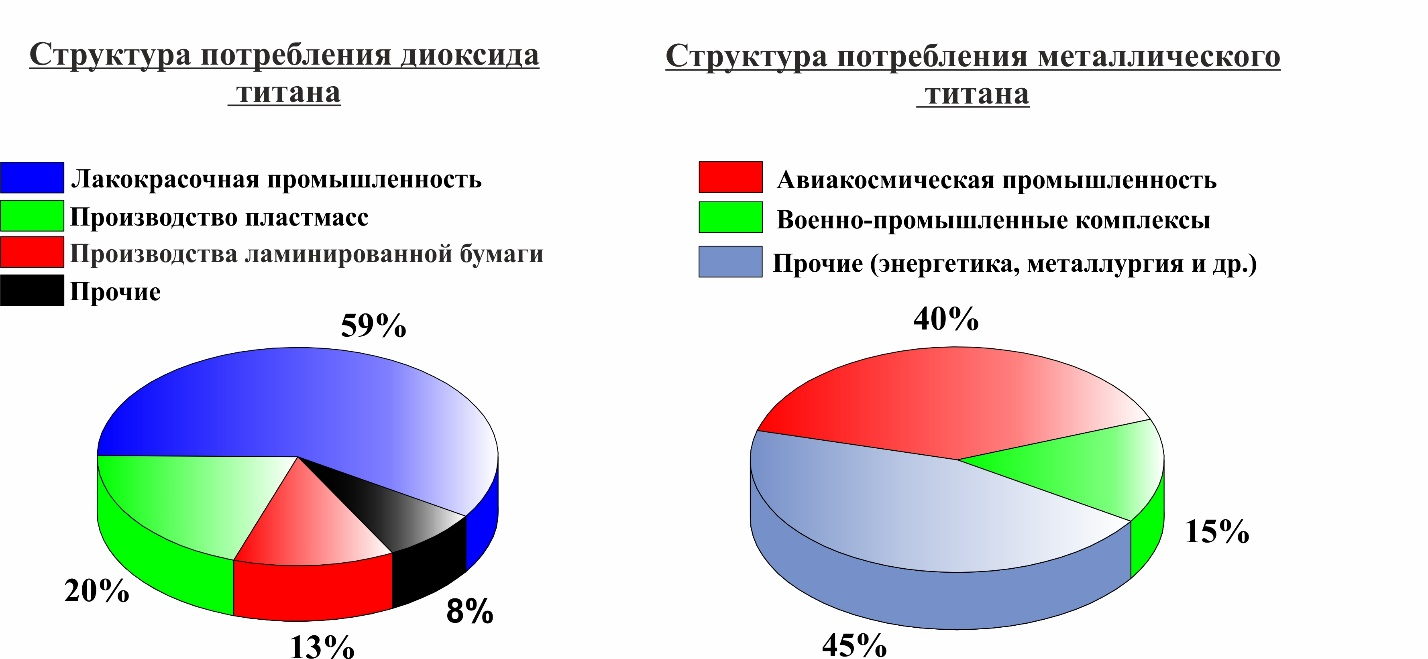 Структура потребления диоксида
титана
Лакокрасочная промышленность
Производство пластмасс
Производства ламинированной бумаги
Прочие
59%
20%
13%
8%
Структура потребления металлического
титана
Авиакосмическая промышленность
Военно-промышленные комплексы
Прочие (энергетика, металлургия и др.)
40%
15%
45%